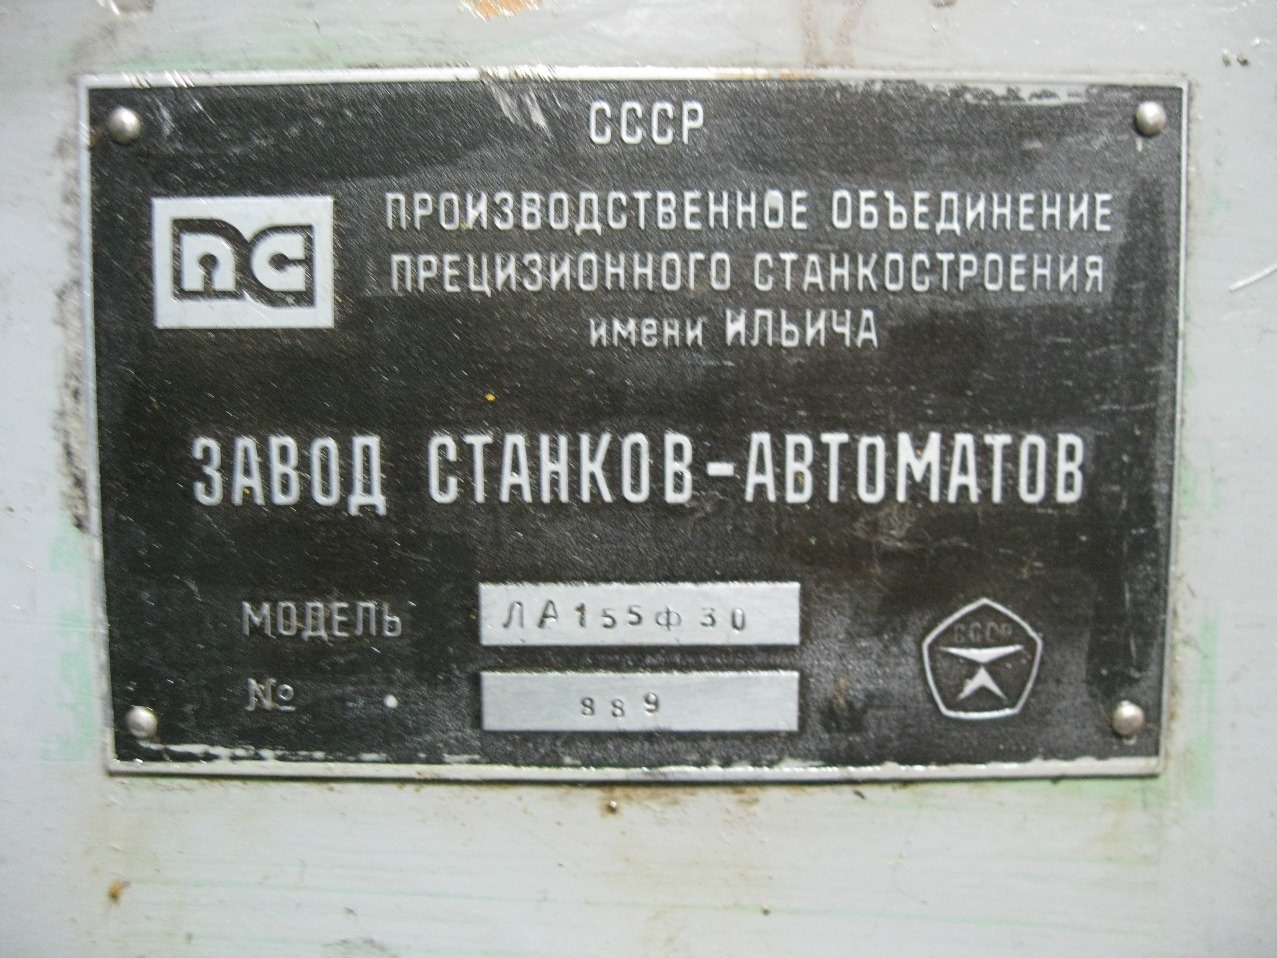 СССР
ПС
ПРОИЗВОДСТВЕННОЕ ОБЪЕДИНЕНИЕ
ПРЕЦИЗИОННОГО СТАНКОСТРОЕНИЯ
имени ИЛЬИЧА
ЗАВОД СТАНКОВ-АВТОМАТОВ
МОДЕЛЬ ЛА155Ф30
№ 889
СССР